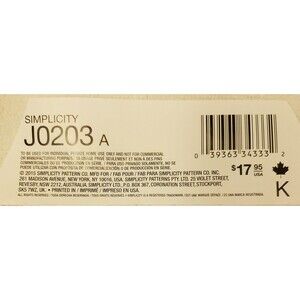 SIMPLICITY
J0203 A
TO BE USED FOR INDIVIDUAL PRIVATE HOME USE ONLY AND NOT FOR COMMERCIAL
OR MANUFACTURING PURPOSES.
0 39363 34333 2
© 2015 SIMPLICITY PATTERN CO. MFG FOR / FAB POUR / FAB PARA SIMPLICITY PATTERN CO. INC.
261 MADISON AVENUE, NEW YORK, NY 10016, USA. SIMPLICITY PATTERNS PTY. LTD. 25 VIOLET STREET,
REVESBY, NSW 2212, AUSTRALIA. SIMPLICITY LTD. P.O. BOX 367, CORONATION STREET, STOCKPORT,
SK5 7WZ, UK. • PRINTED IN / IMPRIMÉ AUX / IMPRESO EN USA
$17.95
USA
K